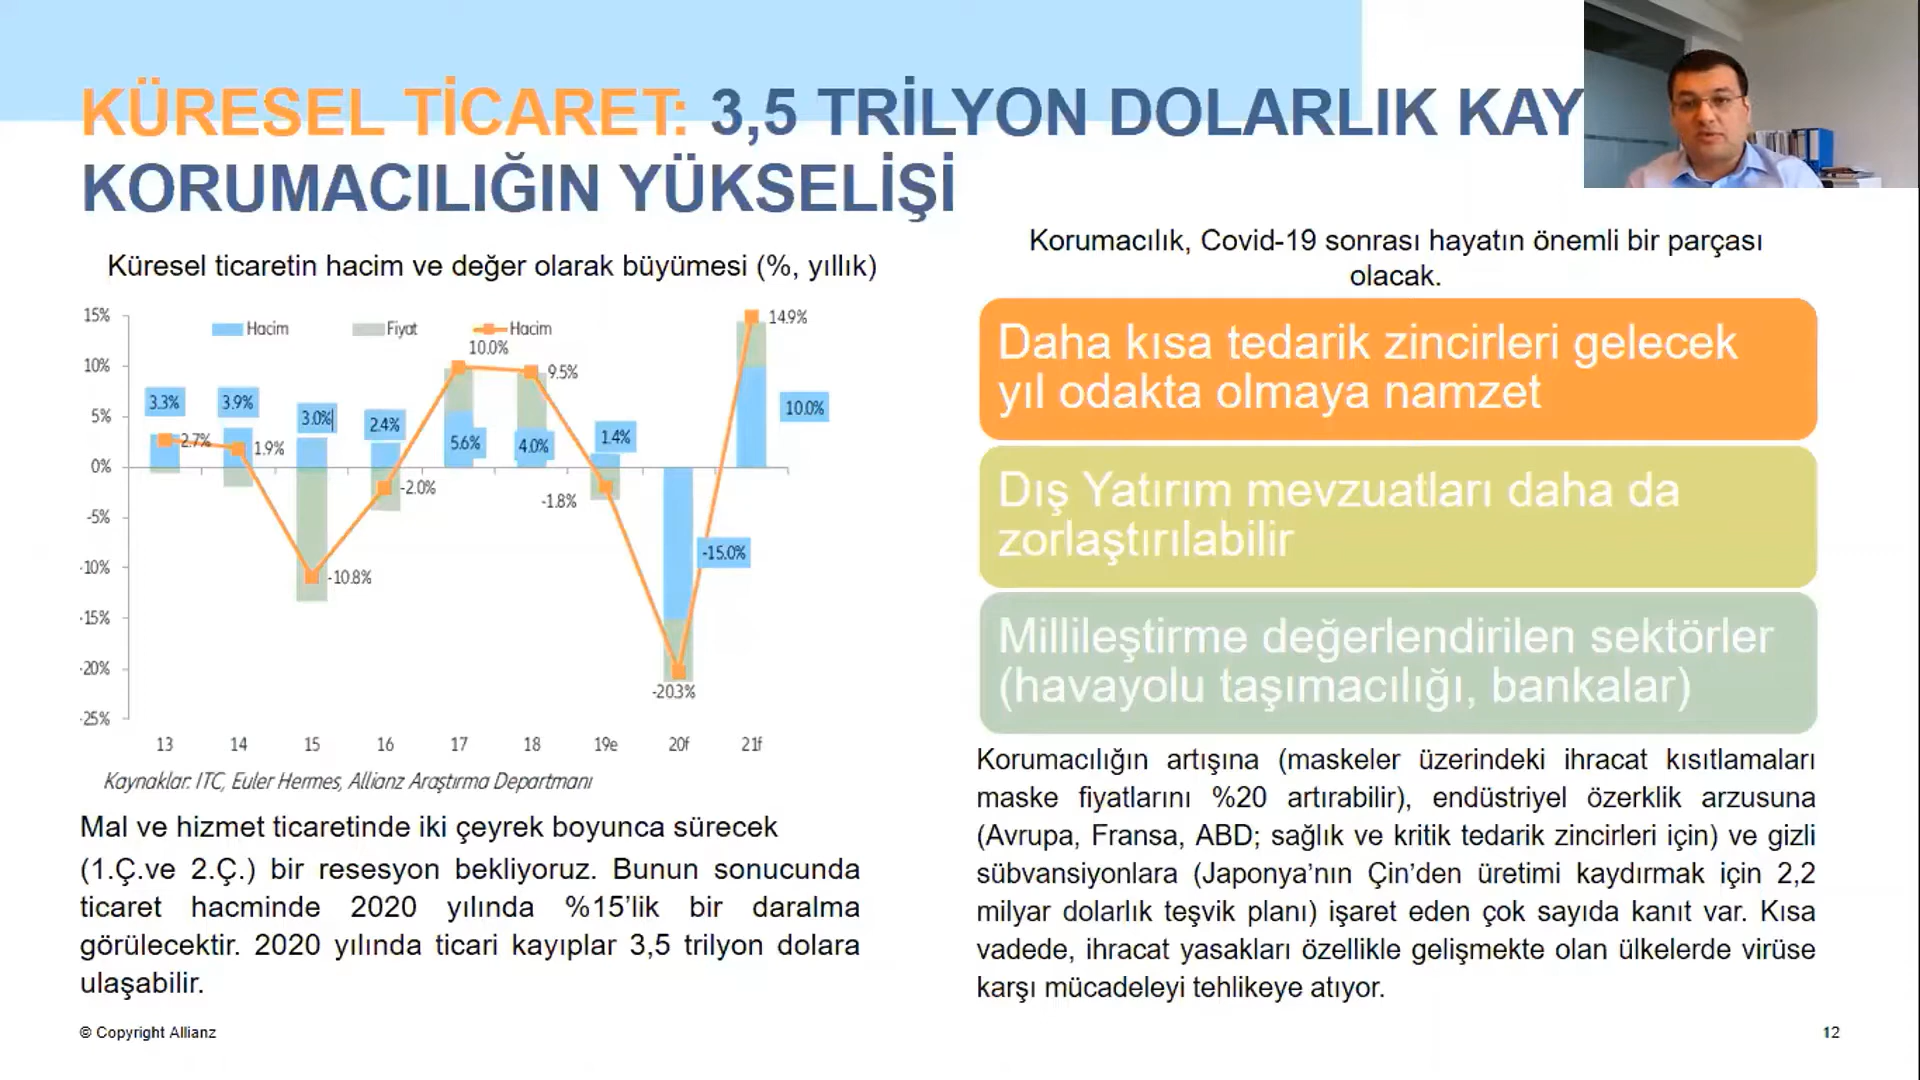 KÜRESEL TİCARET: 3,5 TRİLYON DOLARLIK KAY
KORUMACILIĞIN YÜKSELİŞİ
Küresel ticaretin hacim ve değer olarak büyümesi (%, yıllık)
15%
10%
5%
0%
-5%
-10%
-15%
-20%
-25%
Hacim
Fiyat
Hacim
3.3%
3.9%
3.0%
2.4%
5.6%
4.0%
1.4%
-15.0%
10.0%
2.7%
1.9%
-10.8%
-2.0%
10.0%
9.5%
-1.8%
-20.3%
14.9%
13 14 15 16 17 18 19e 20f 21f
Kaynaklar: ITC, Euler Hermes, Allianz Araştırma Departmanı
Mal ve hizmet ticaretinde iki çeyrek boyunca sürecek
(1.Ç.ve 2.Ç.) bir resesyon bekliyoruz. Bunun sonucunda
ticaret hacminde 2020 yılında %15’lik bir daralma
görülecektir. 2020 yılında ticari kayıplar 3,5 trilyon dolara
ulaşabilir.
Korumacılık, Covid-19 sonrası hayatın önemli bir parçası
olacak.
Daha kısa tedarik zincirleri gelecek
yıl odakta olmaya namzet
Dış Yatırım mevzuatları daha da
zorlaştırılabilir
Millileştirme değerlendirilen sektörler
(havayolu taşımacılığı, bankalar)
Korumacılığın artışına (maskeler üzerindeki ihracat kısıtlamaları
maske fiyatlarını %20 artırabilir), endüstriyel özerklik arzusuna
(Avrupa, Fransa, ABD; sağlık ve kritik tedarik zincirleri için) ve gizli
sübvansiyonlara (Japonya’nın Çin’den üretimi kaydırmak için 2,2
milyar dolarlık teşvik planı) işaret eden çok sayıda kanıt var. Kısa
vadede, ihracat yasakları özellikle gelişmekte olan ülkelerde virüse
karşı mücadeleyi tehlikeye atıyor.
© Copyright Allianz
12